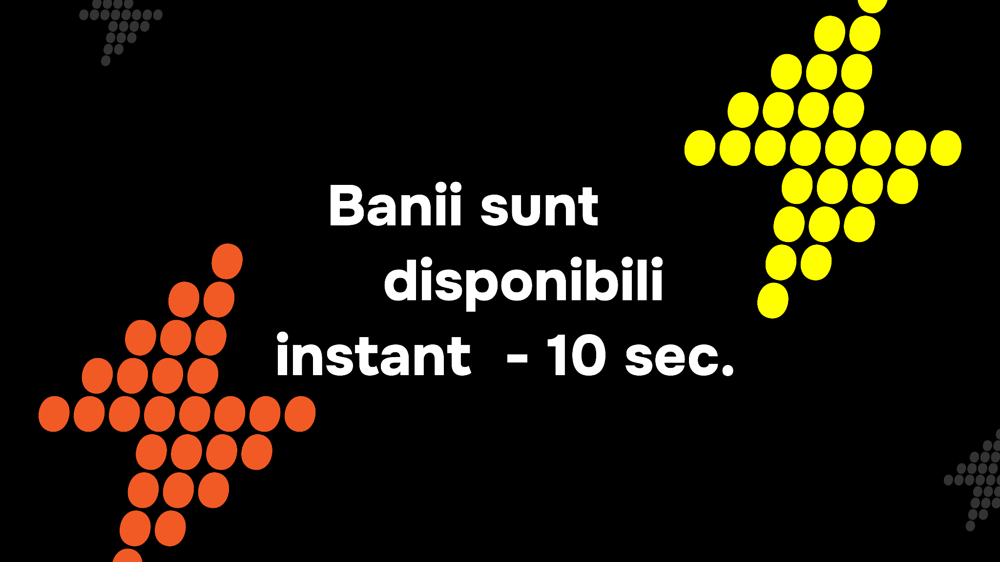 Banii sunt
disponibili
instant - 10 sec.